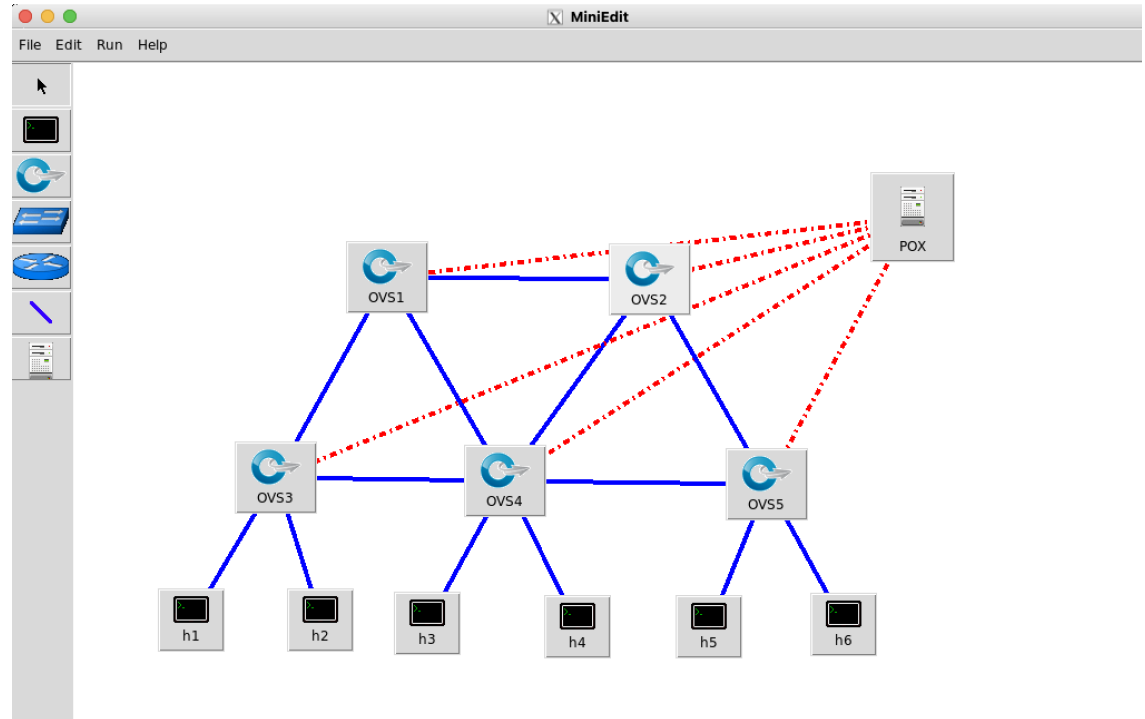 MiniEdit
File Edit Run Help
POX
OVS1
OVS2
OVS3
OVS4
OVS5
h1
h2
h3
h4
h5
h6